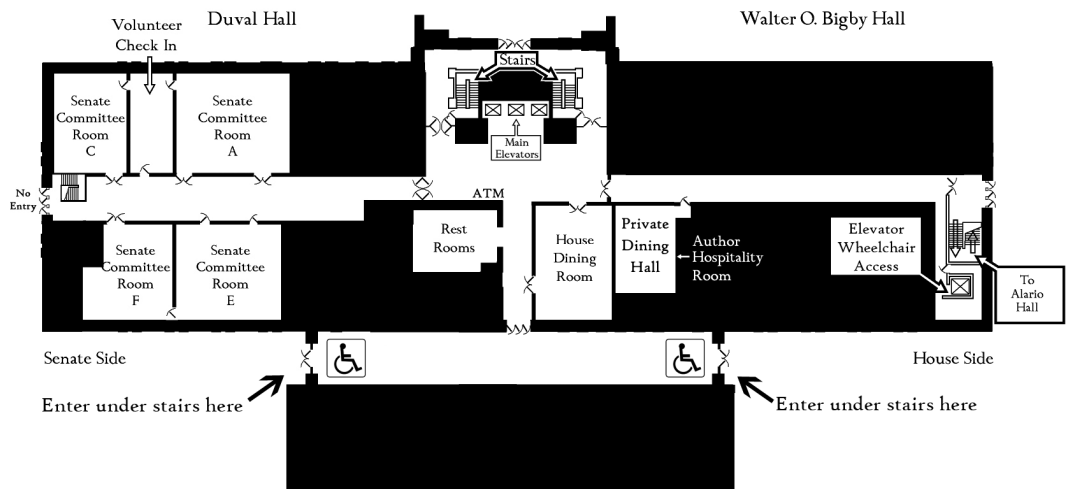 Duval Hall
Walter O. Bigby Hall
Volunteer
Check In
Stairs
Senate
Committee
Room
C
Senate
Committee
Room
A
Main
Elevators
No
Entry
ATM
Senate
Committee
Room
F
Senate
Committee
Room
E
Rest
Rooms
House
Dining
Room
Private
Dining
Hall
Author
Hospitality
Room
Elevator
Wheelchair
Access
To
Alario
Hall
Senate Side
House Side
Enter under stairs here
Enter under stairs here